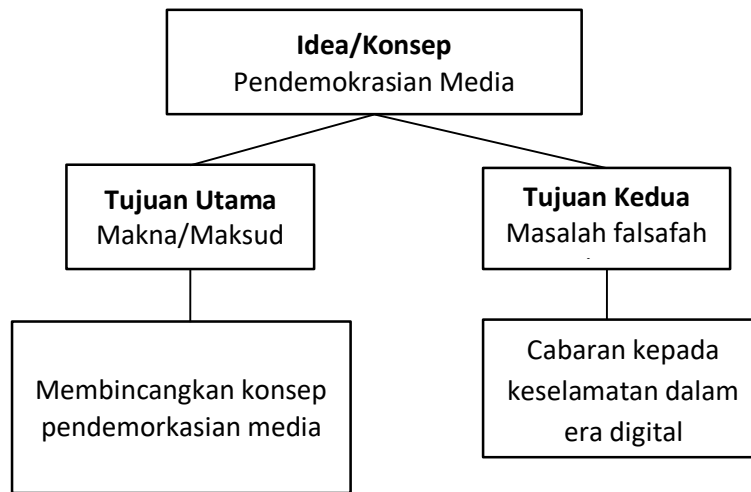 Idea/Konsep
Pendemokrasian Media
Tujuan Utama
Makna/Maksud
Tujuan Kedua
Masalah falsafah
Membincangkan konsep
pendemorkasian media
Cabaran kepada
keselamatan dalam
era digital